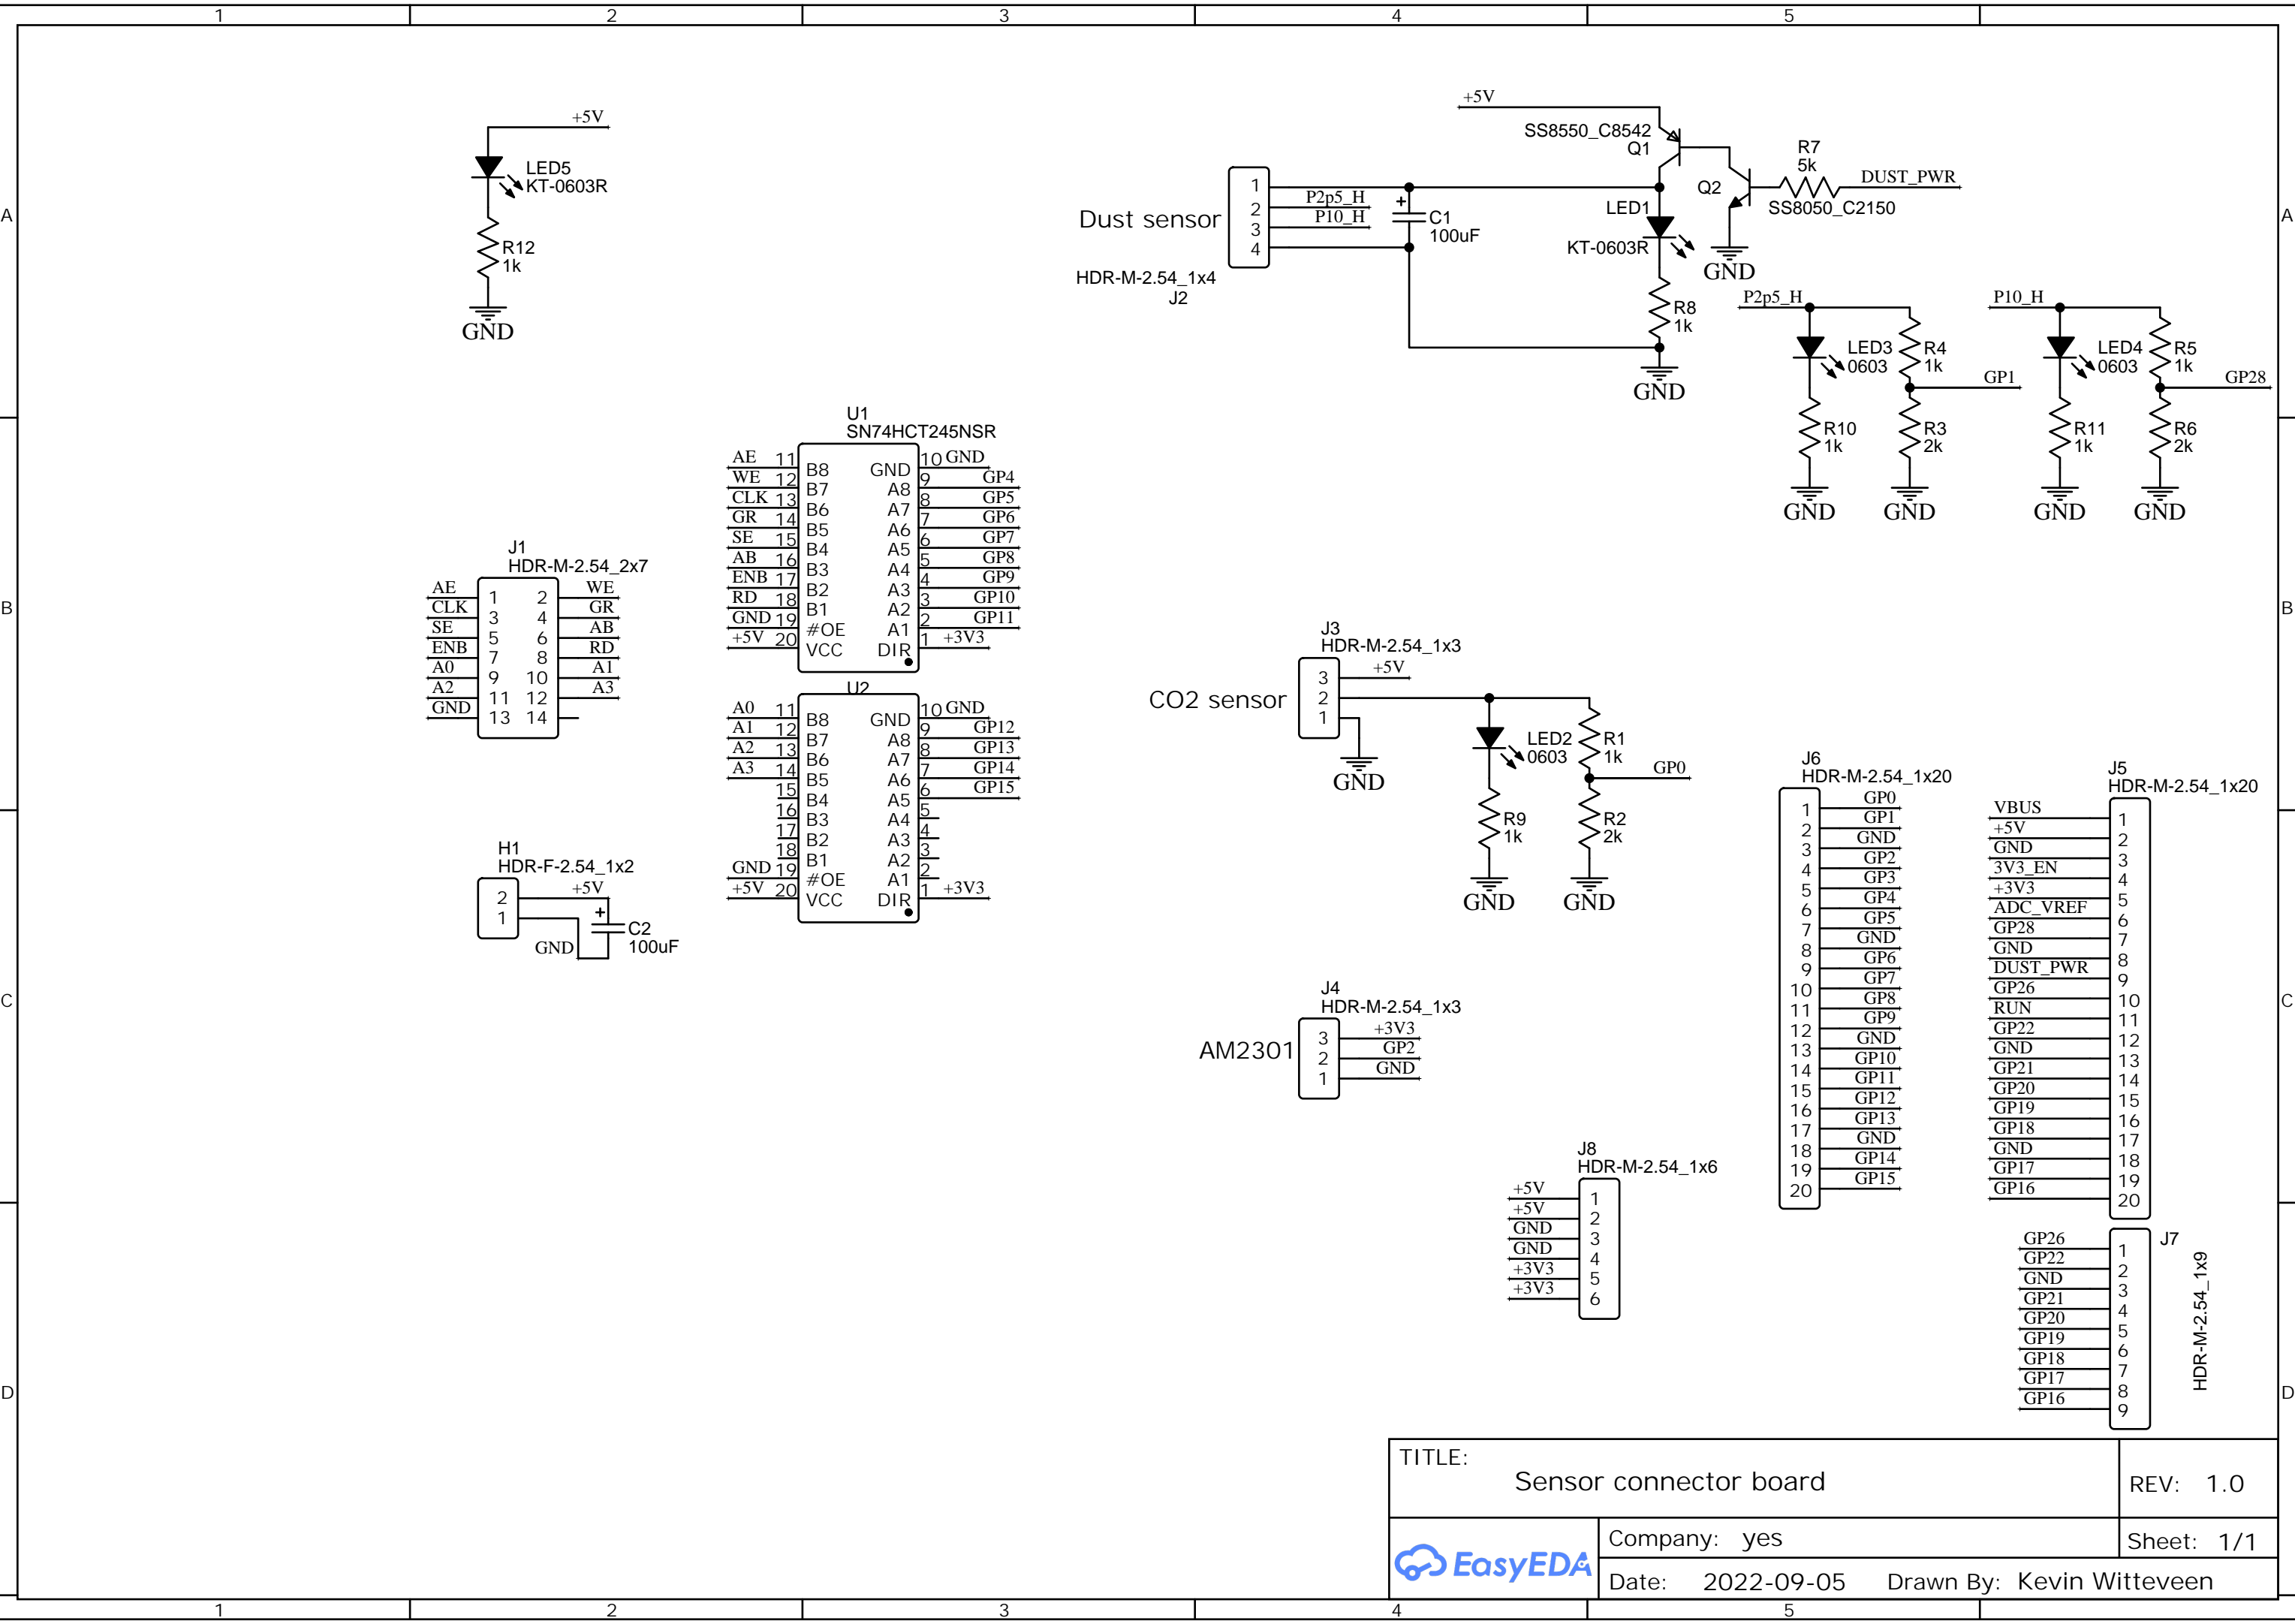 1 2 3 4 5
A
B
C
D
A
B
C
D
+5V
LED5
KT-0603R
R12
1k
GND
+5V
SS8550_C8542
Q1
R7
5k
DUST_PWR
Q2
SS8050_C2150
GND
Dust sensor
1
2
3
4
P2p5_H
P10_H
HDR-M-2.54_1x4
J2
+
C1
100uF
LED1
KT-0603R
R8
1k
GND
P2p5_H
LED3
0603
R4
1k
GP1
R10
1k
R3
2k
GND
GND
P10_H
LED4
0603
R5
1k
GP28
R11
1k
R6
2k
GND
GND
U1
SN74HCT245NSR
AE 11 B8 GND 10 GND
WE 12 B7 A8 9 GP4
CLK 13 B6 A7 8 GP5
GR 14 B5 A6 7 GP6
SE 15 B4 A5 6 GP7
AB 16 B3 A4 5 GP8
ENB 17 B2 A3 4 GP9
RD 18 B1 A2 3 GP10
GND 19 #OE A1 2 GP11
+5V 20 VCC DIR 1 +3V3
J1
HDR-M-2.54_2x7
AE 1 2 WE
CLK 3 4 GR
SE 5 6 AB
ENB 7 8 RD
A0 9 10 A1
A2 11 12 A3
GND 13 14
U2
A0 11 B8 GND 10 GND
A1 12 B7 A8 9 GP12
A2 13 B6 A7 8 GP13
A3 14 B5 A6 7 GP14
15 B4 A5 6 GP15
16 B3 A4 5
17 B2 A3 4
18 B1 A2 3
GND 19 #OE A1 2
+5V 20 VCC DIR 1 +3V3
H1
HDR-F-2.54_1x2
2 +5V
1
GND
+
C2
100uF
J3
HDR-M-2.54_1x3
CO2 sensor
3 +5V
2
1
GND
LED2
0603
R1
1k
GP0
R9
1k
R2
2k
GND
GND
J4
HDR-M-2.54_1x3
AM2301
3 +3V3
2 GP2
1 GND
J8
HDR-M-2.54_1x6
+5V 1
+5V 2
GND 3
GND 4
+3V3 5
+3V3 6
J6
HDR-M-2.54_1x20
1 GP0
2 GP1
3 GND
4 GP2
5 GP3
6 GP4
7 GP5
8 GND
9 GP6
10 GP7
11 GP8
12 GP9
13 GND
14 GP10
15 GP11
16 GP12
17 GP13
18 GND
19 GP14
20 GP15
J5
HDR-M-2.54_1x20
VBUS 1
+5V 2
GND 3
3V3_EN 4
+3V3 5
ADC_VREF 6
GP28 7
GND 8
DUST_PWR 9
GP26 10
RUN 11
GP22 12
GND 13
GP21 14
GP20 15
GP19 16
GP18 17
GND 18
GP17 19
GP16 20
J7
HDR-M-2.54_1x9
GP26 1
GP22 2
GND 3
GP21 4
GP20 5
GP19 6
GP18 7
GP17 8
GP16 9
TITLE:
Sensor connector board
REV: 1.0
EasyEDA
Company: yes
Sheet: 1/1
Date: 2022-09-05 Drawn By: Kevin Witteveen
1 2 3 4 5